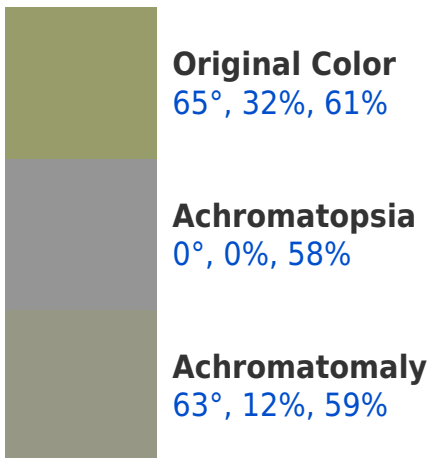 Original Color
65°, 32%, 61%
Achromatopsia
0°, 0%, 58%
Achromatomaly
63°, 12%, 59%